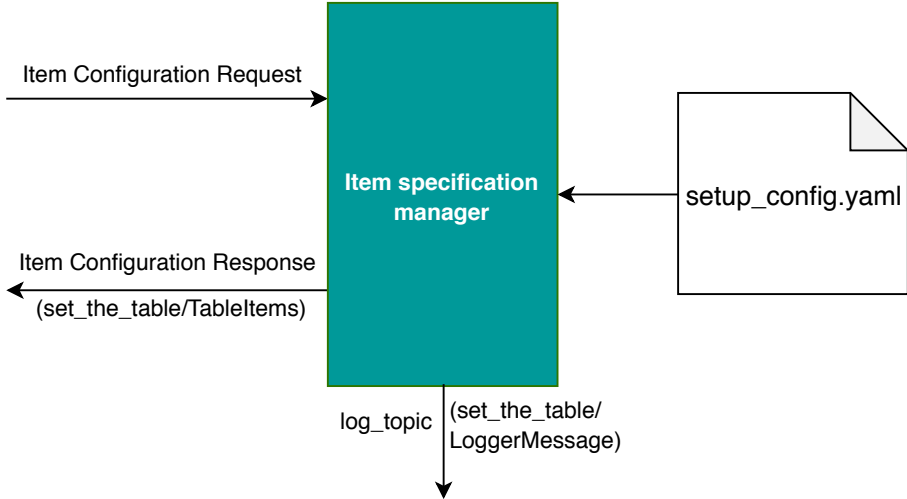 Item Configuration Request
Item specification
manager
setup_config.yaml
Item Configuration Response
(set_the_table/TableItems)
log_topic
(set_the_table/
LoggerMessage)